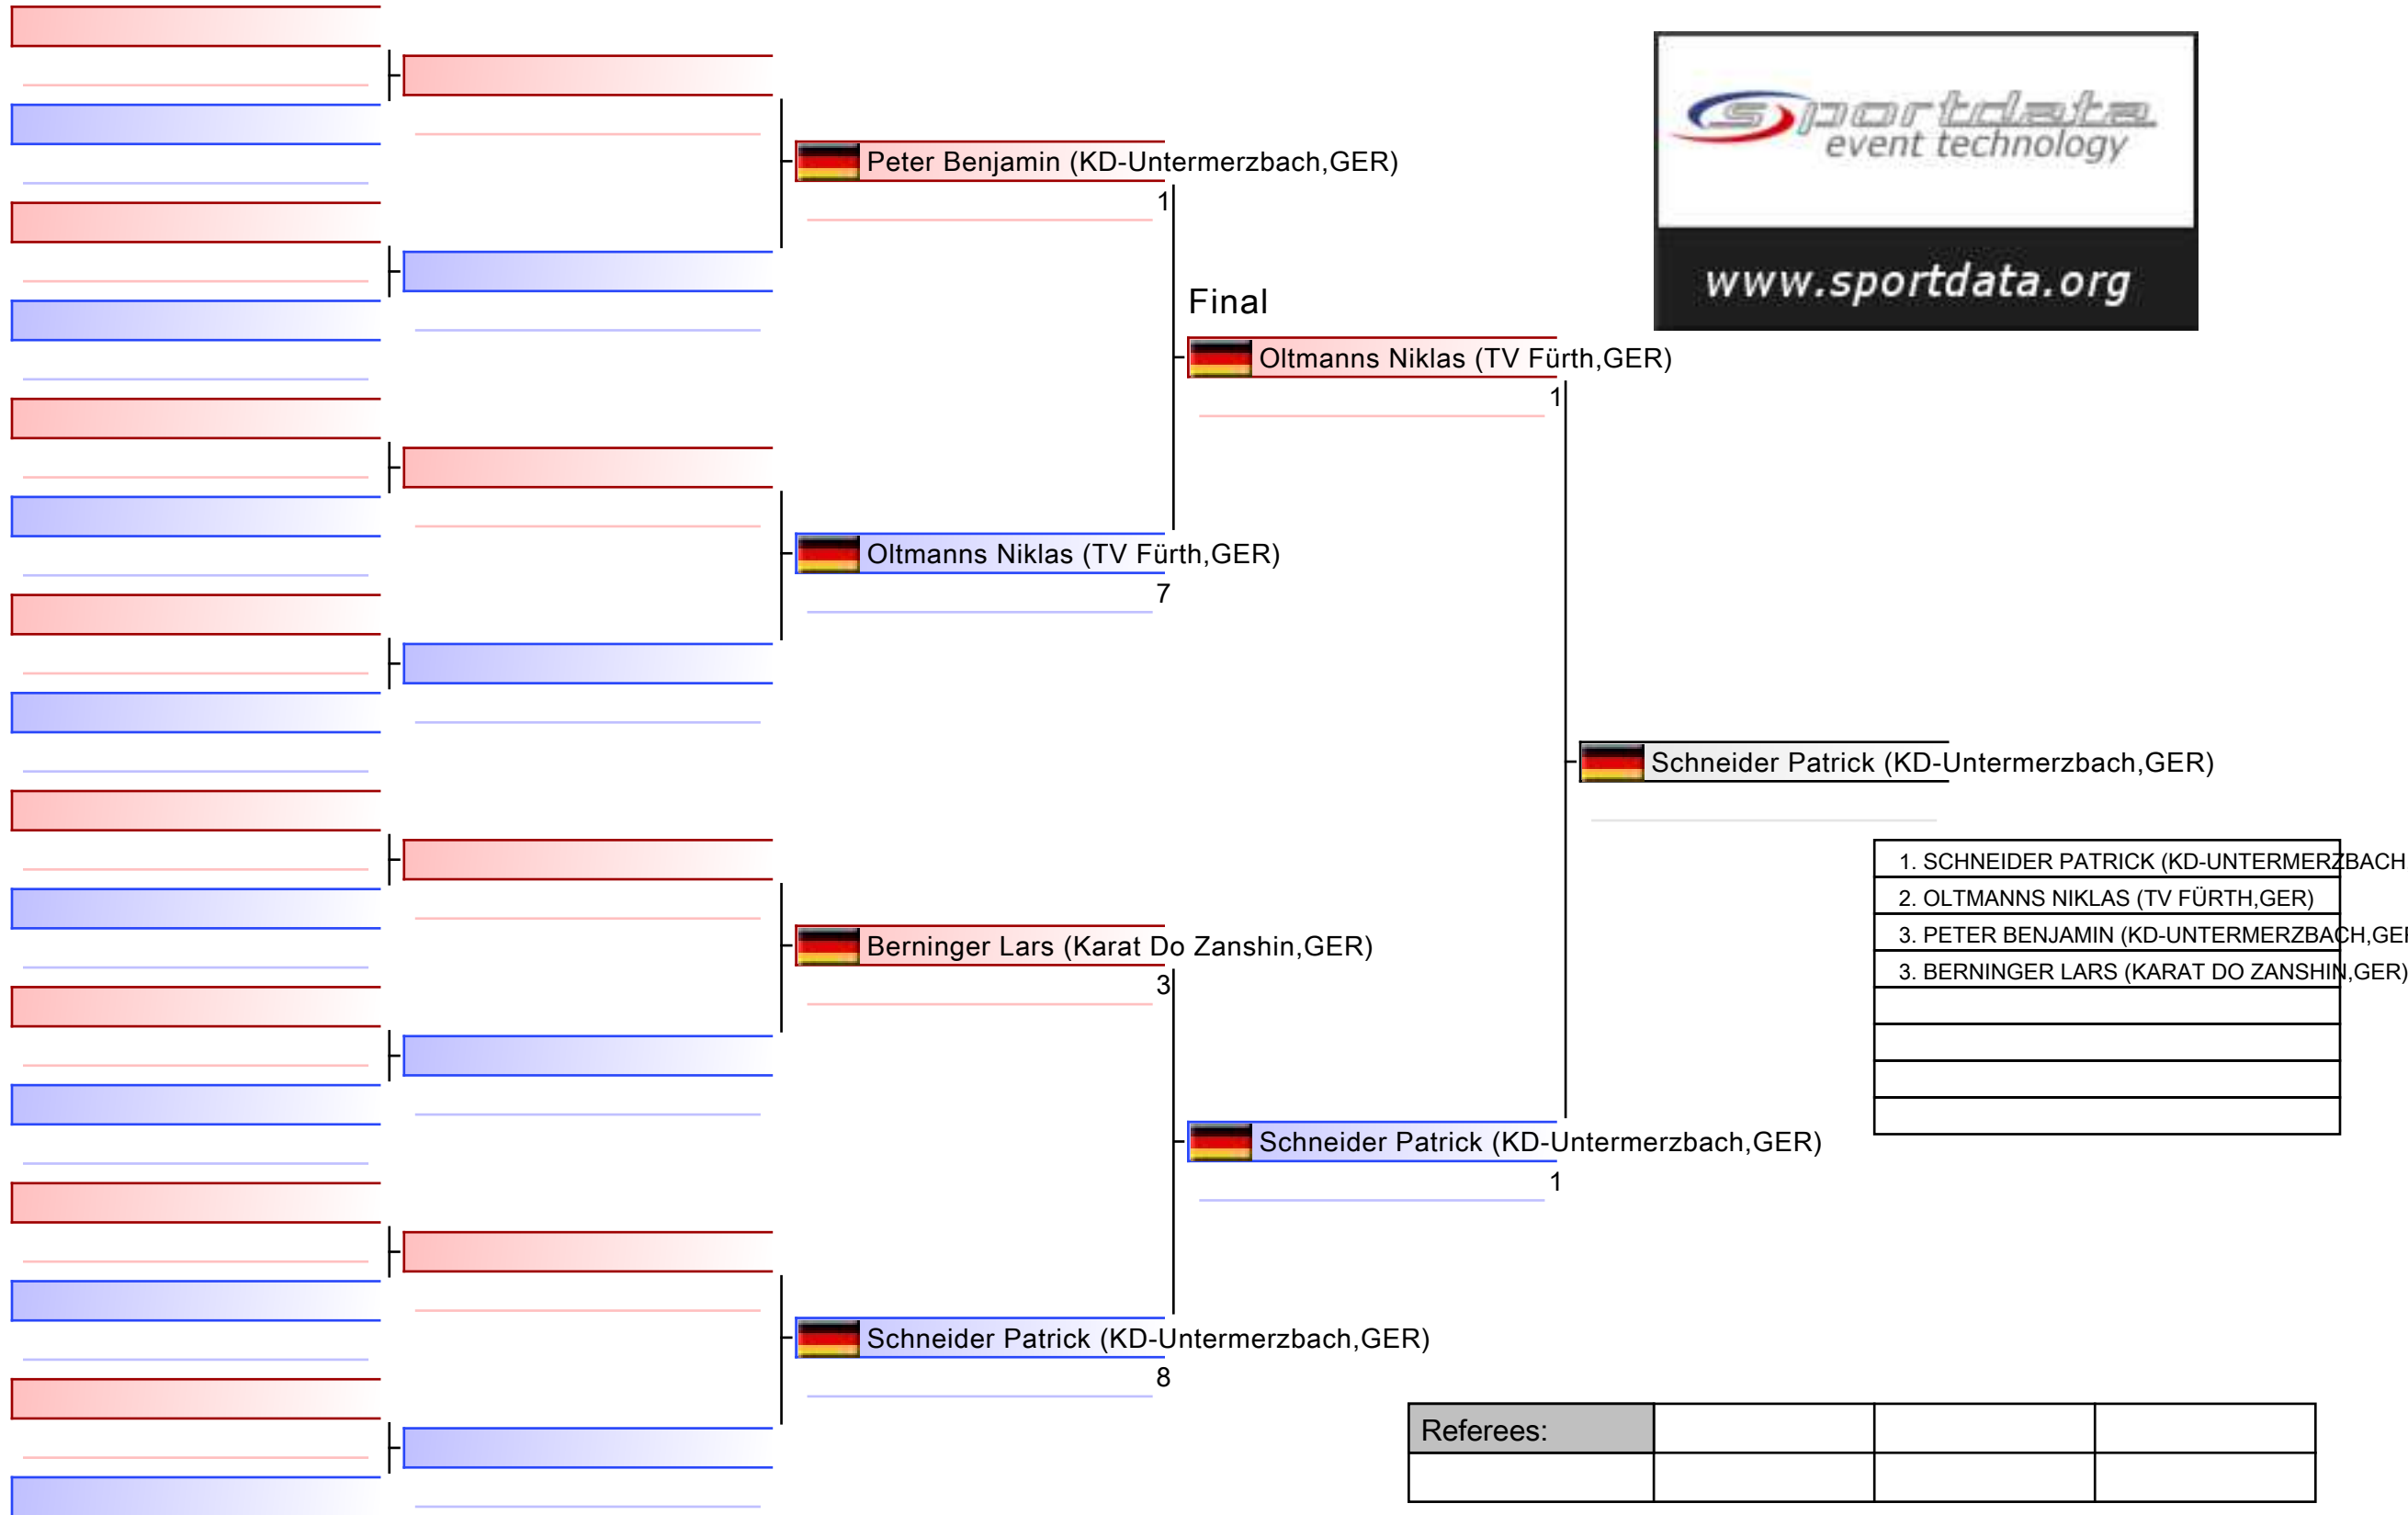 sportdata
event technology
www.sportdata.org
Peter Benjamin (KD-Untermerzbach,GER)
1
Final
Oltmanns Niklas (TV Fürth,GER)
1
Oltmanns Niklas (TV Fürth,GER)
7
Schneider Patrick (KD-Untermerzbach,GER)
1. SCHNEIDER PATRICK (KD-UNTERMERZBACH
2. OLTMANNS NIKLAS (TV FÜRTH,GER)
3. PETER BENJAMIN (KD-UNTERMERZBACH,GER
3. BERNINGER LARS (KARAT DO ZANSHIN,GER)
Berninger Lars (Karat Do Zanshin,GER)
3
Schneider Patrick (KD-Untermerzbach,GER)
1
Schneider Patrick (KD-Untermerzbach,GER)
8
Referees: